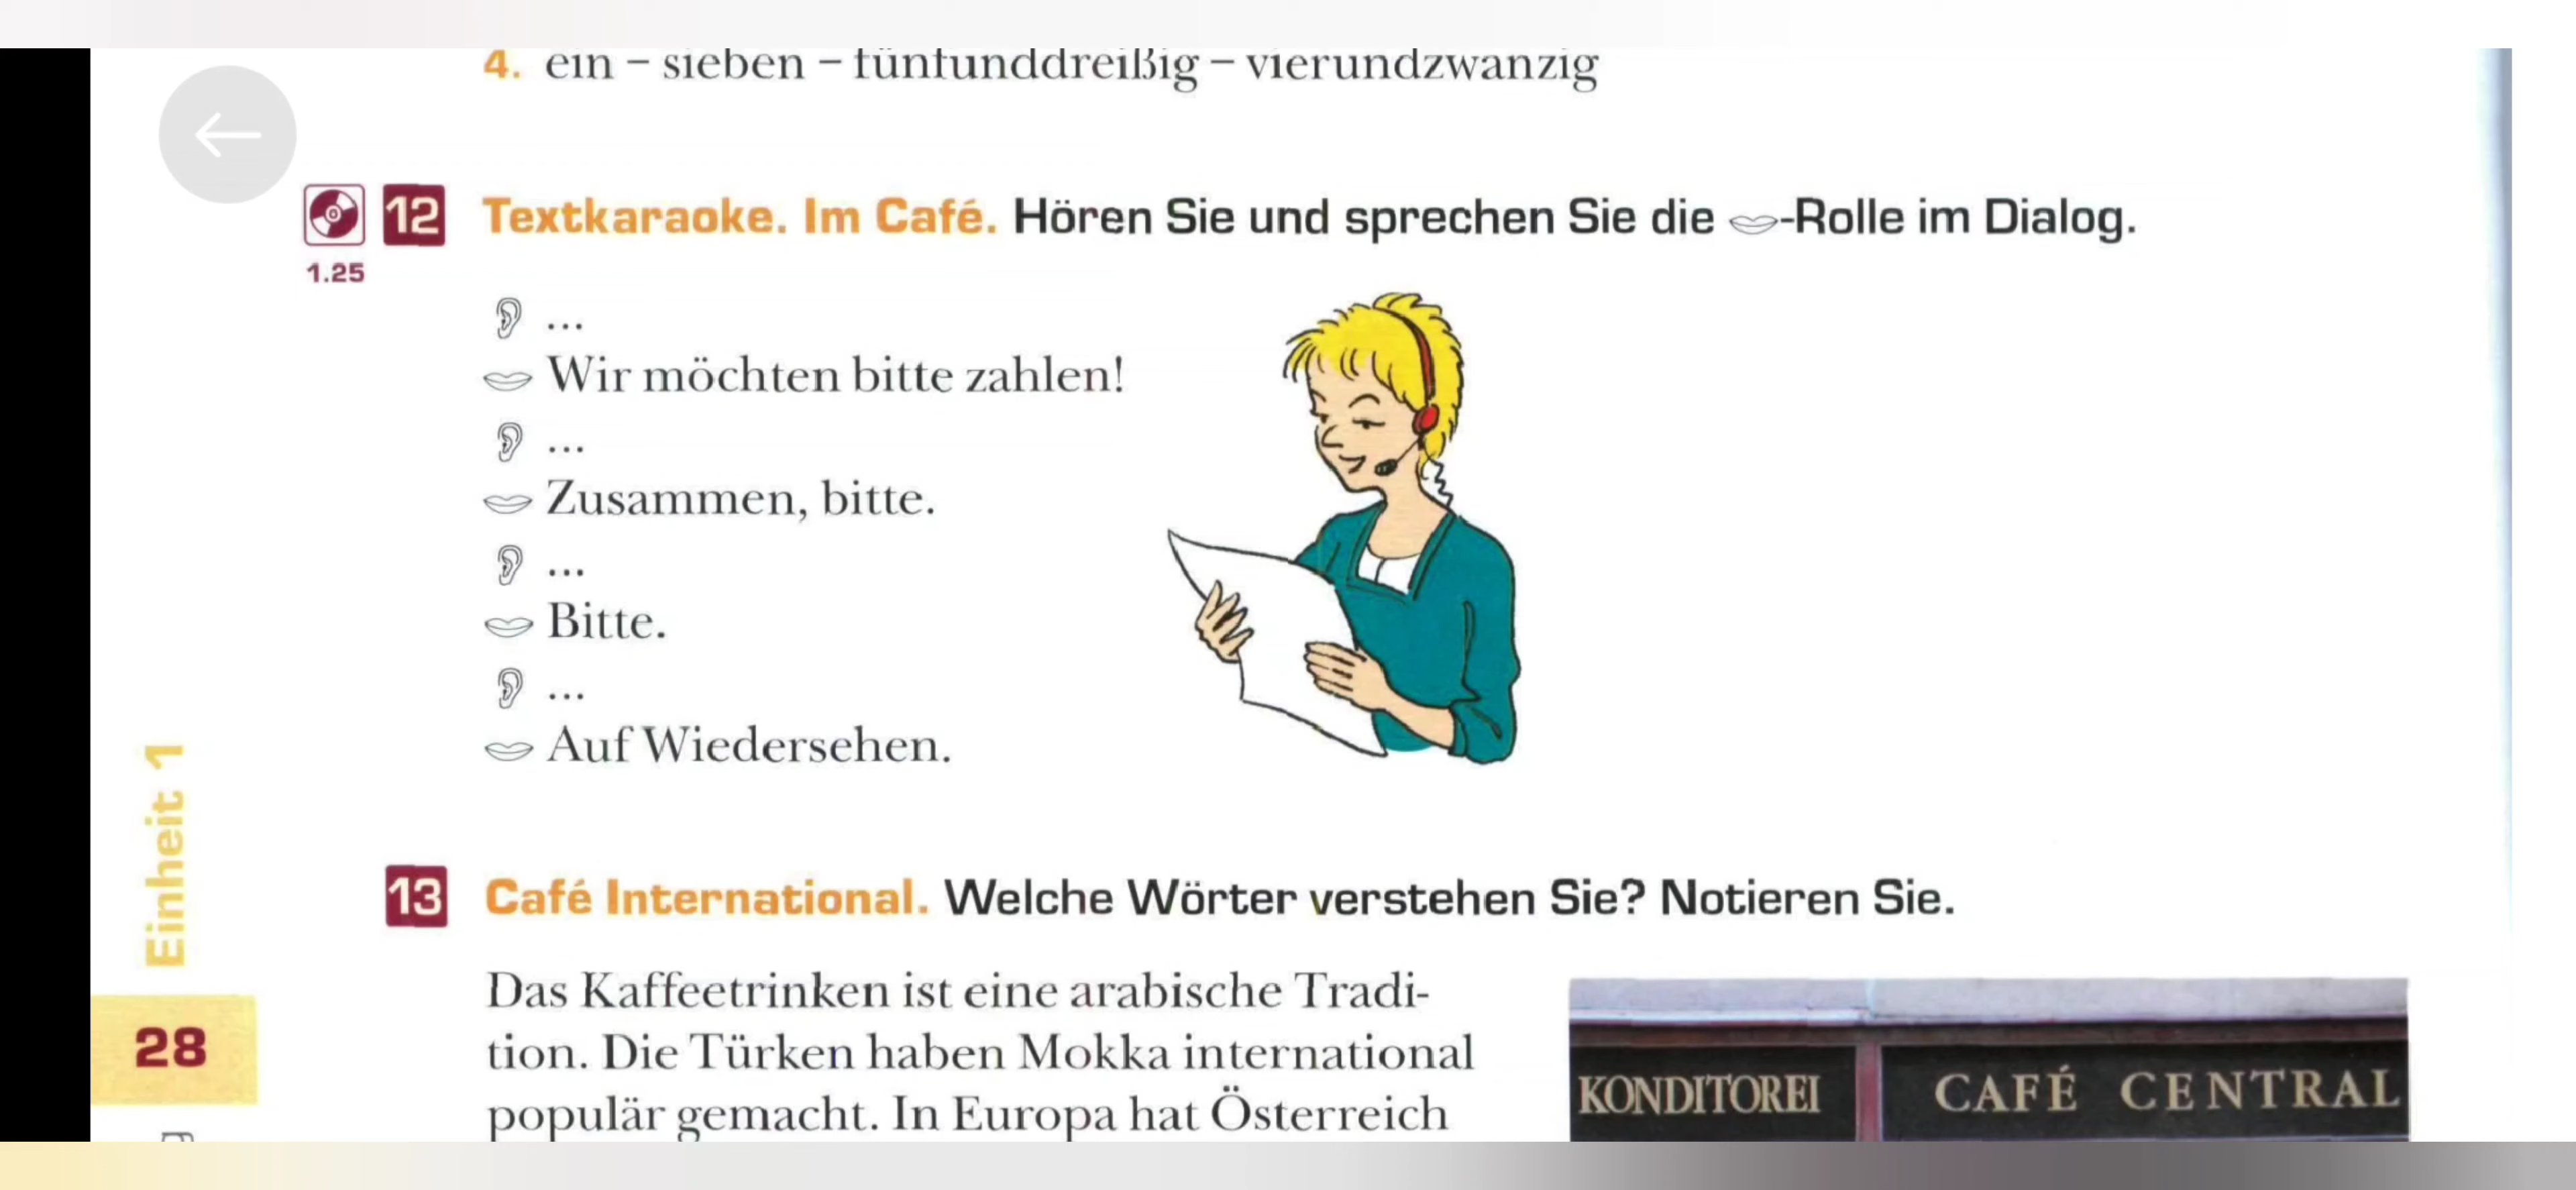 4. ein – sieben – fünfunddreißig – vierundzwanzig
12 Textkaraoke. Im Café. Hören Sie und sprechen Sie die -Rolle im Dialog.
1.25
...
Wir möchten bitte zahlen!
...
Zusammen, bitte.
...
Bitte.
...
Auf Wiedersehen.
Einheit 1
28
13 Café International. Welche Wörter verstehen Sie? Notieren Sie.
Das Kaffeetrinken ist eine arabische Tradi-
tion. Die Türken haben Mokka international
populär gemacht. In Europa hat Österreich
KONDITOREI CAFÉ CENTRAL